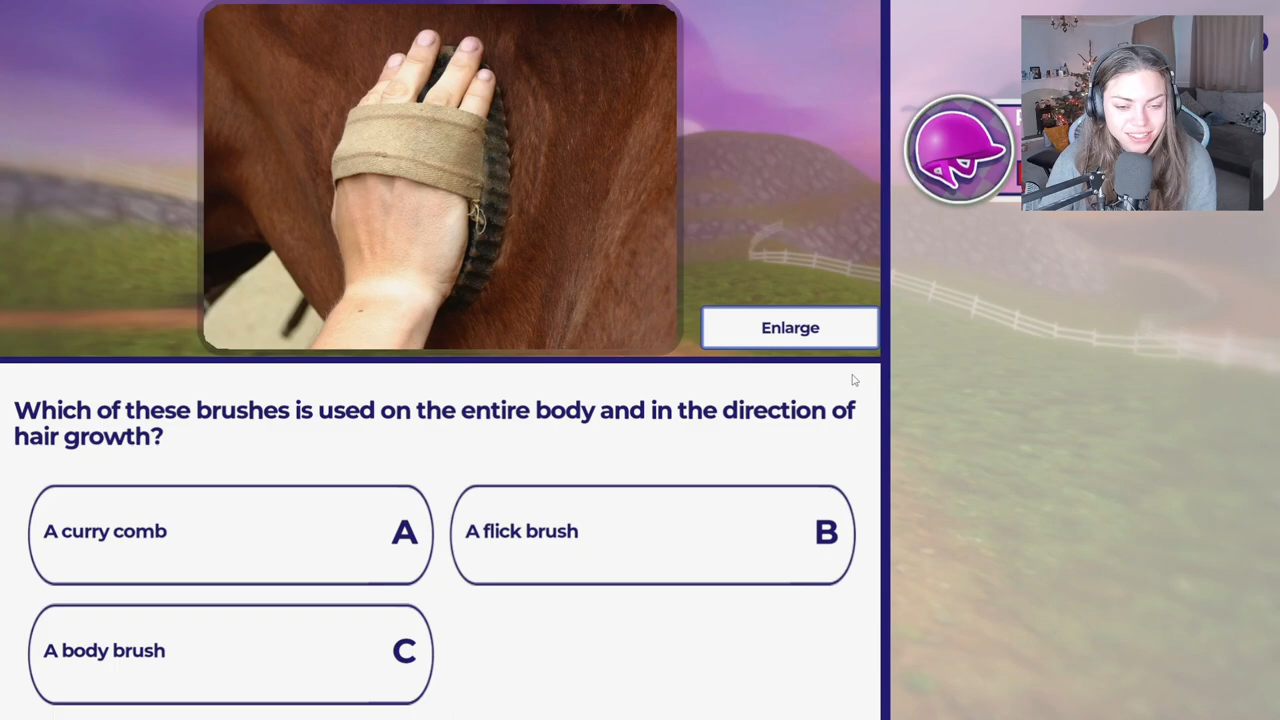 Enlarge
Which of these brushes is used on the entire body and in the direction of
hair growth?
A curry comb A
A flick brush B
A body brush C